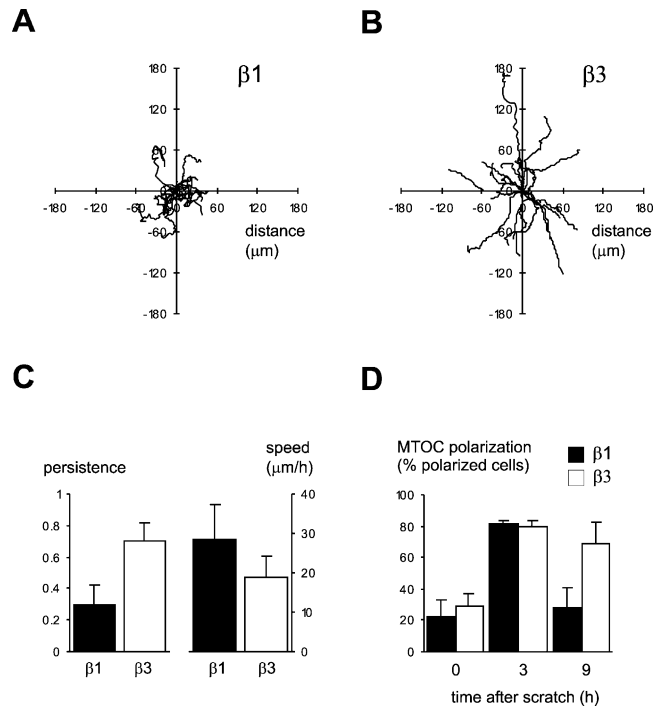 A
B
180
β1
120
60
-180
-120
-60
0
60
120
180
distance
(μm)
-60
-120
-180
180
β3
120
60
-180
-120
-60
0
60
120
180
distance
(μm)
-60
-120
-180
C
D
persistence
speed
(μm/h)
1
0.8
0.6
0.4
0.2
0
40
30
20
10
0
β1
β3
β1
β3
MTOC polarization
(% polarized cells)
β1
β3
100
80
60
40
20
0
0
3
9
time after scratch (h)